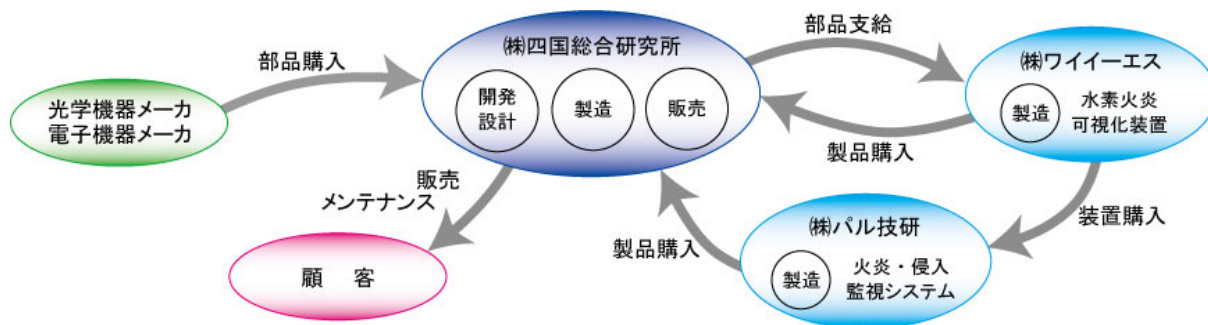 部品購入
光学機器メーカ
電子機器メーカ
㈱四国総合研究所
開発
設計
製造
販売
部品支給
㈱ワイイーエス
製造
水素火炎
可視化装置
製品購入
装置購入
㈱パル技研
製造
火炎・侵入
監視システム
製品購入
販売
メンテナンス
顧 客